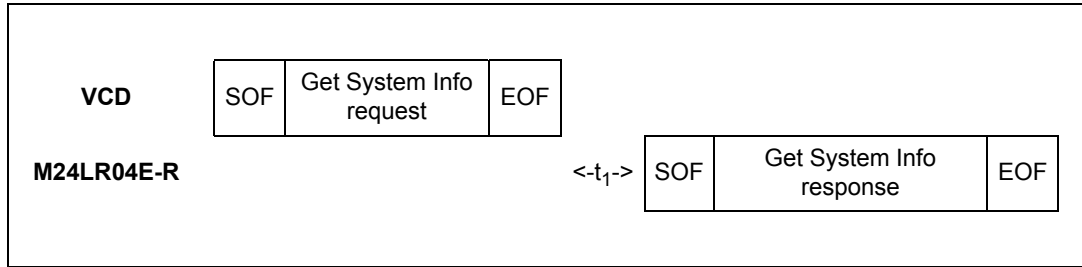 VCD
SOF
Get System Info
request
EOF
M24LR04E-R
<-t₁->
SOF
Get System Info
response
EOF